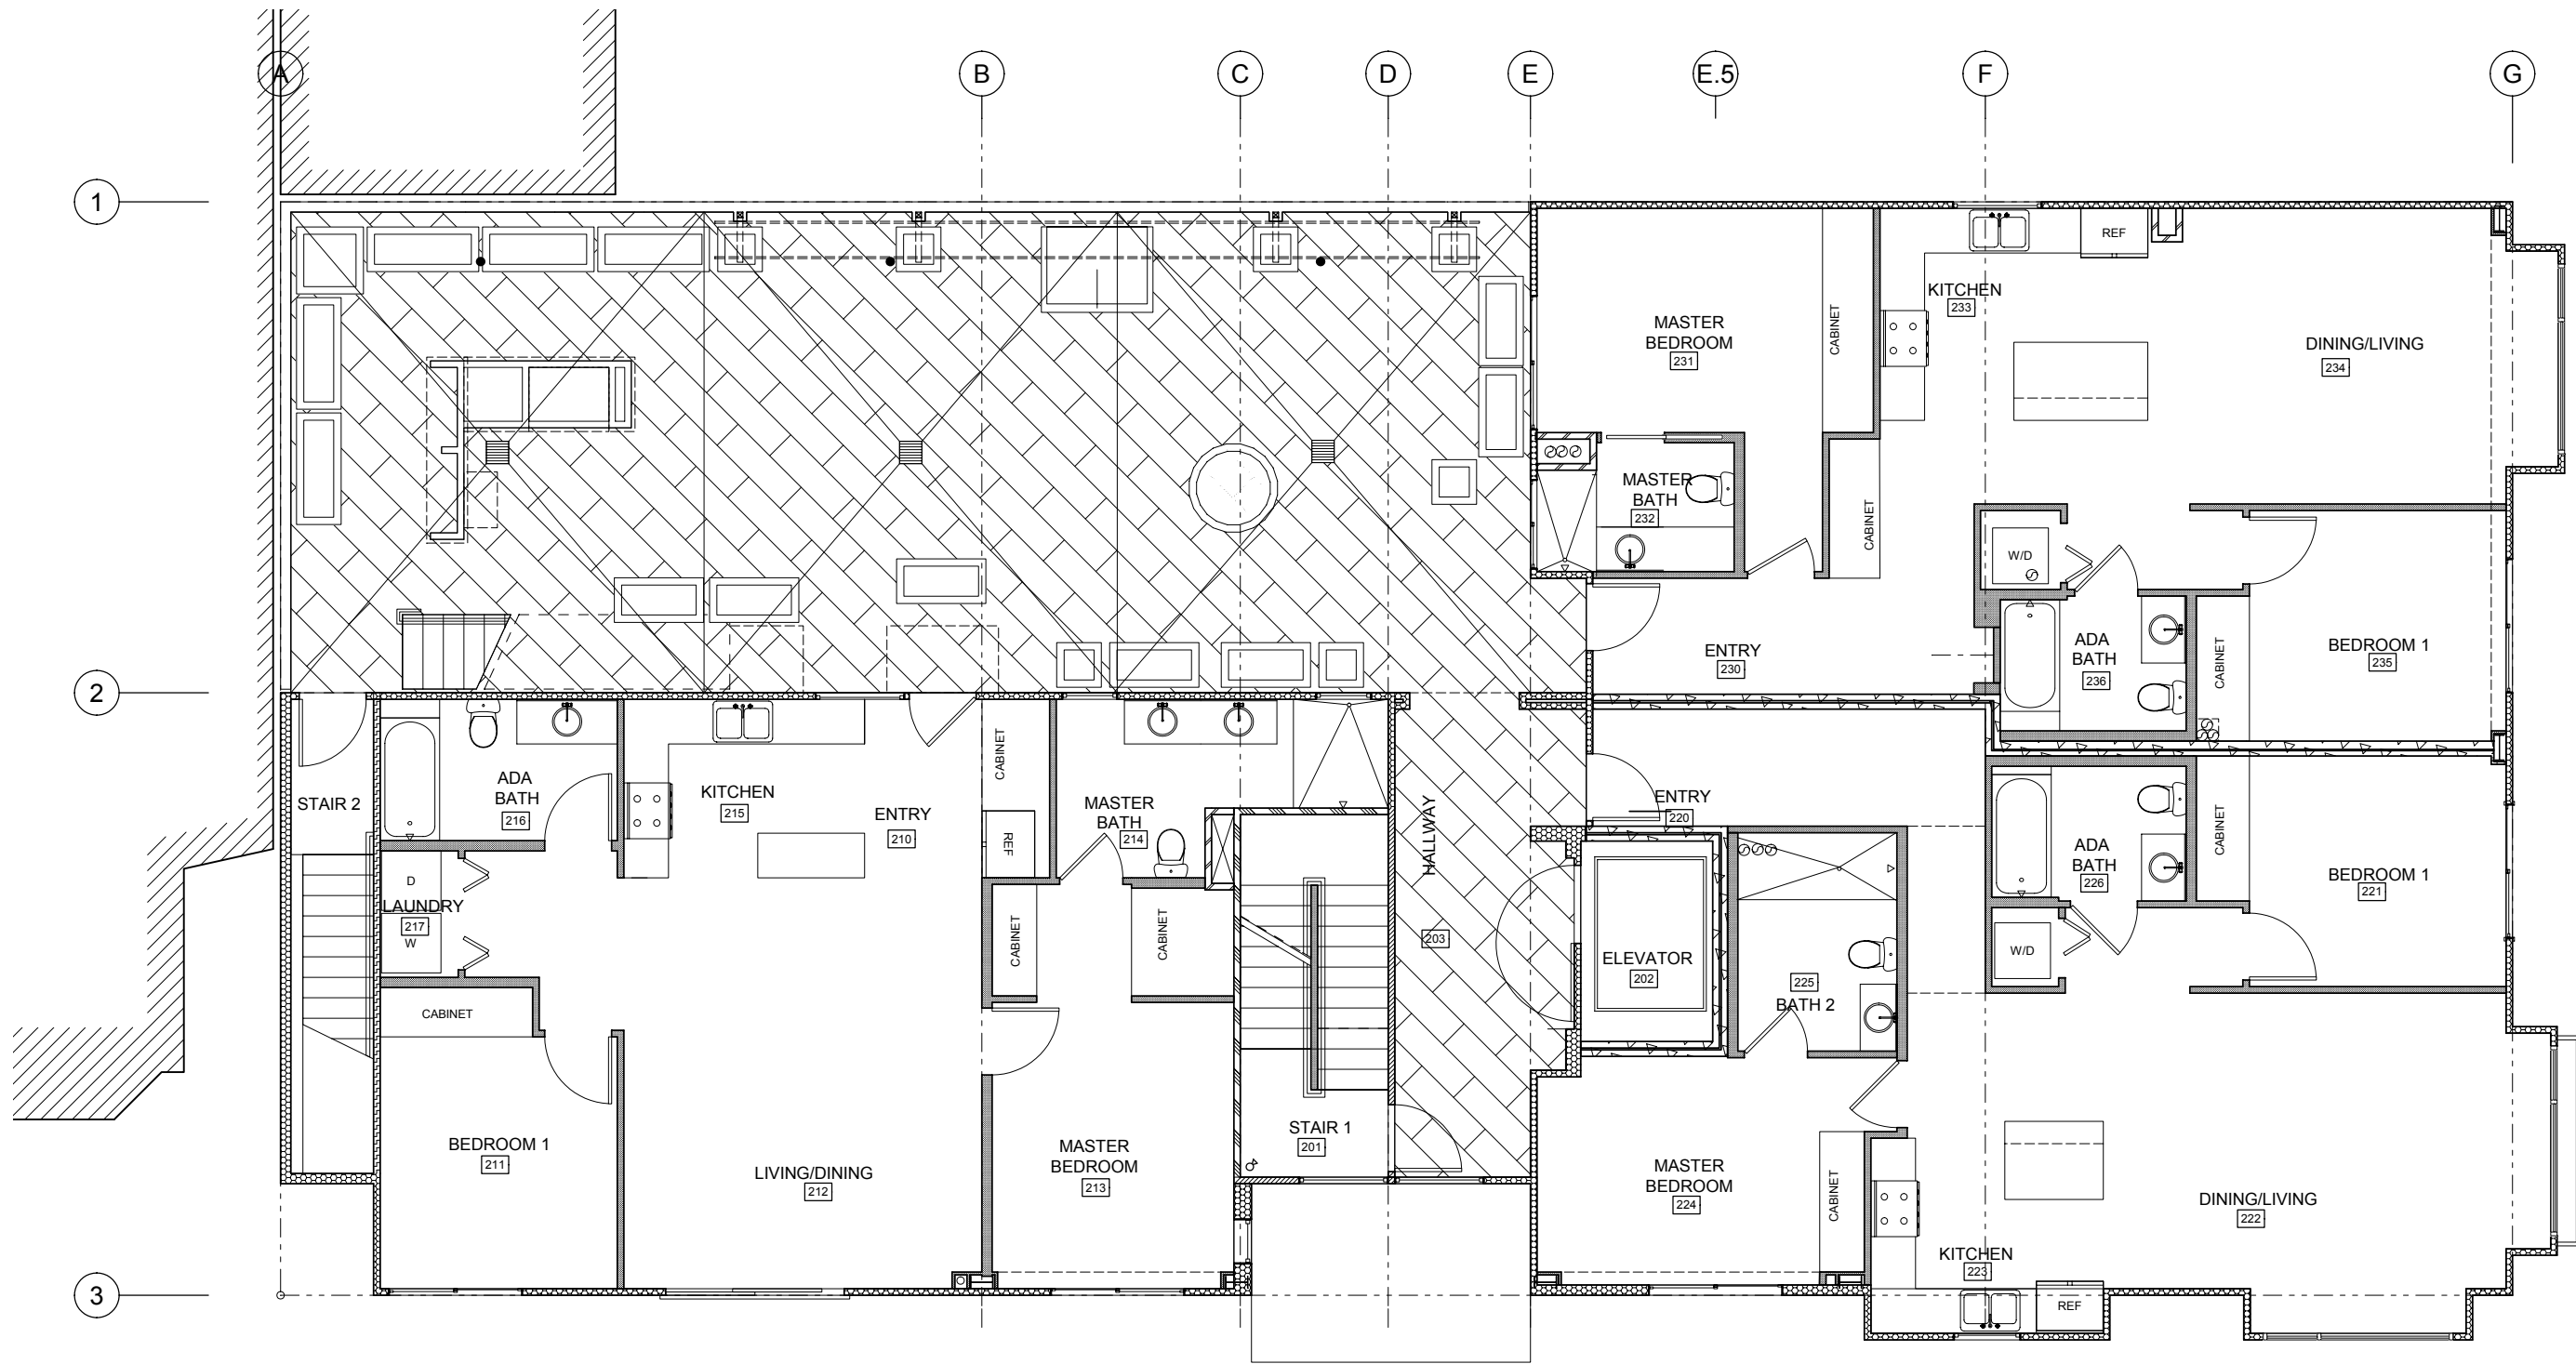 A
B
C
D
E
E.5
F
G
1
2
3
REF
KITCHEN
233
MASTER
BEDROOM
231
CABINET
DINING/LIVING
234
MASTER
BATH
232
CABINET
W/D
ENTRY
230
ADA
BATH
236
CABINET
BEDROOM 1
235
STAIR 2
ADA
BATH
216
KITCHEN
215
ENTRY
210
CABINET
REF
MASTER
BATH
214
HALLWAY
203
ENTRY
220
ADA
BATH
226
CABINET
BEDROOM 1
221
D
LAUNDRY
217
W
CABINET
CABINET
CABINET
ELEVATOR
202
225
BATH 2
W/D
BEDROOM 1
211
LIVING/DINING
212
MASTER
BEDROOM
213
STAIR 1
201
MASTER
BEDROOM
224
CABINET
DINING/LIVING
222
KITCHEN
223
REF